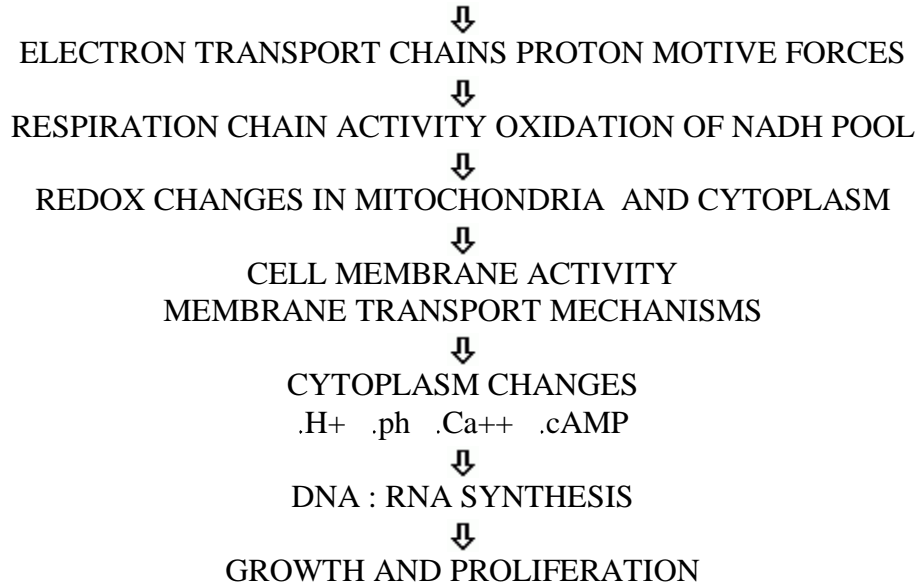 ELECTRON TRANSPORT CHAINS PROTON MOTIVE FORCES
RESPIRATION CHAIN ACTIVITY OXIDATION OF NADH POOL
REDOX CHANGES IN MITOCHONDRIA AND CYTOPLASM
CELL MEMBRANE ACTIVITY
MEMBRANE TRANSPORT MECHANISMS
CYTOPLASM CHANGES
.H+ .ph .Ca++ .cAMP
DNA : RNA SYNTHESIS
GROWTH AND PROLIFERATION